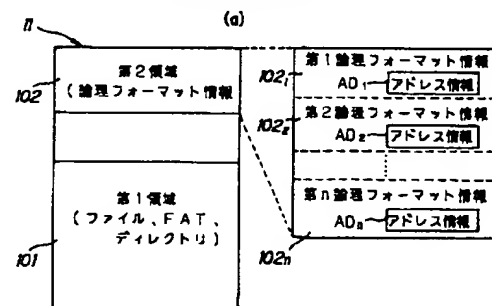 (a)
11
102
第2領域
(論理フォーマット情報
第1領域
(ファイル、FAT、
ディレクトリ)
101
102₁
第1論理フォーマット情報
AD₁
アドレス情報
102₂
第2論理フォーマット情報
AD₂
アドレス情報
第n論理フォーマット情報
ADn
アドレス情報
102n